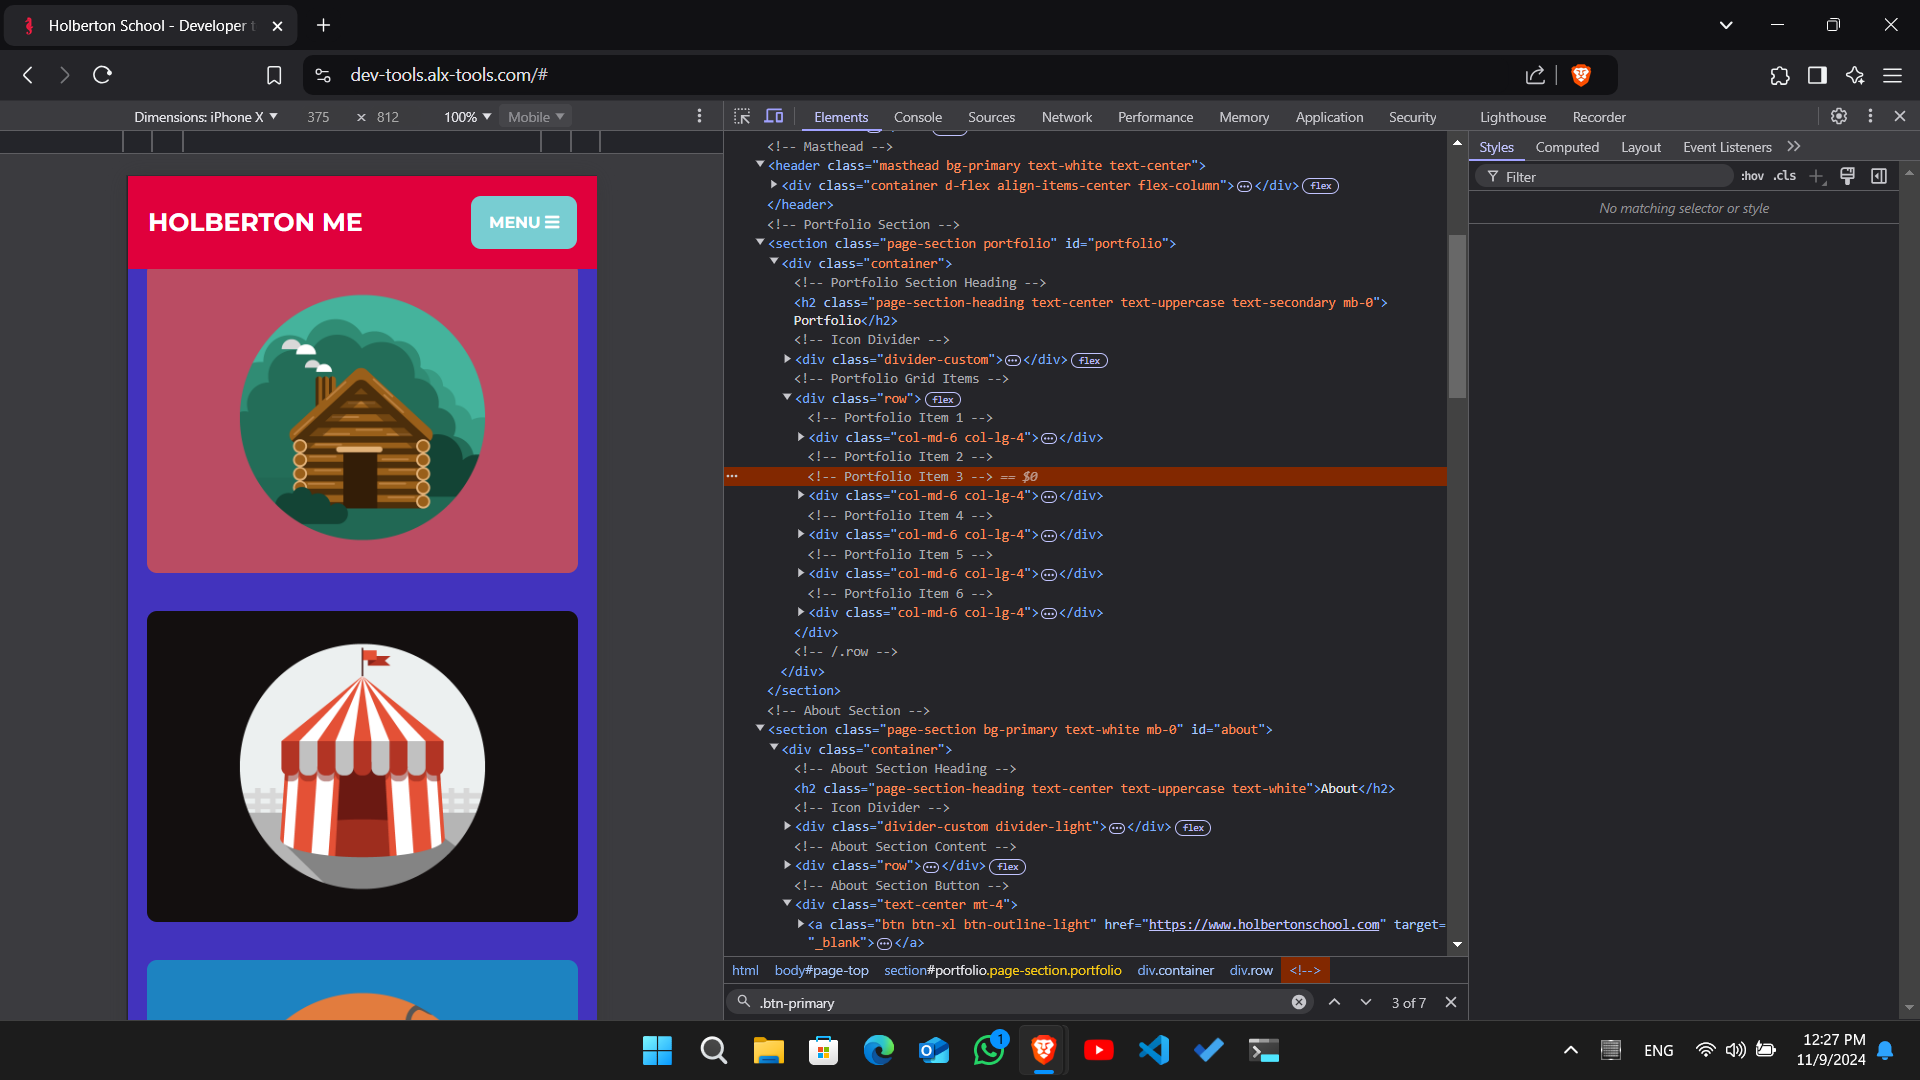 Holberton School - Developer t
dev-tools.alx-tools.com/#
Dimensions: iPhone X 375 × 812 100% Mobile
Elements Console Sources Network Performance Memory Application Security Lighthouse Recorder
HOLBERTON ME
MENU
<!-- Masthead -->
<header class="masthead bg-primary text-white text-center">
<div class="container d-flex align-items-center flex-column">…</div> flex
</header>
<!-- Portfolio Section -->
<section class="page-section portfolio" id="portfolio">
<div class="container">
<!-- Portfolio Section Heading -->
<h2 class="page-section-heading text-center text-uppercase text-secondary mb-0">
Portfolio</h2>
<!-- Icon Divider -->
<div class="divider-custom">…</div> flex
<!-- Portfolio Grid Items -->
<div class="row"> flex
<!-- Portfolio Item 1 -->
<div class="col-md-6 col-lg-4">…</div>
<!-- Portfolio Item 2 -->
<!-- Portfolio Item 3 --> == $0
<div class="col-md-6 col-lg-4">…</div>
<!-- Portfolio Item 4 -->
<div class="col-md-6 col-lg-4">…</div>
<!-- Portfolio Item 5 -->
<div class="col-md-6 col-lg-4">…</div>
<!-- Portfolio Item 6 -->
<div class="col-md-6 col-lg-4">…</div>
</div>
<!-- /.row -->
</div>
</section>
<!-- About Section -->
<section class="page-section bg-primary text-white mb-0" id="about">
<div class="container">
<!-- About Section Heading -->
<h2 class="page-section-heading text-center text-uppercase text-white">About</h2>
<!-- Icon Divider -->
<div class="divider-custom divider-light">…</div> flex
<!-- About Section Content -->
<div class="row">…</div> flex
<!-- About Section Button -->
<div class="text-center mt-4">
<a class="btn btn-xl btn-outline-light" href="https://www.holbertonschool.com" target=
"_blank">…</a>
html body#page-top section#portfolio.page-section.portfolio div.container div.row <!-->
.btn-primary 3 of 7
Styles Computed Layout Event Listeners
Filter :hov .cls
No matching selector or style
1
ENG
12:27 PM
11/9/2024